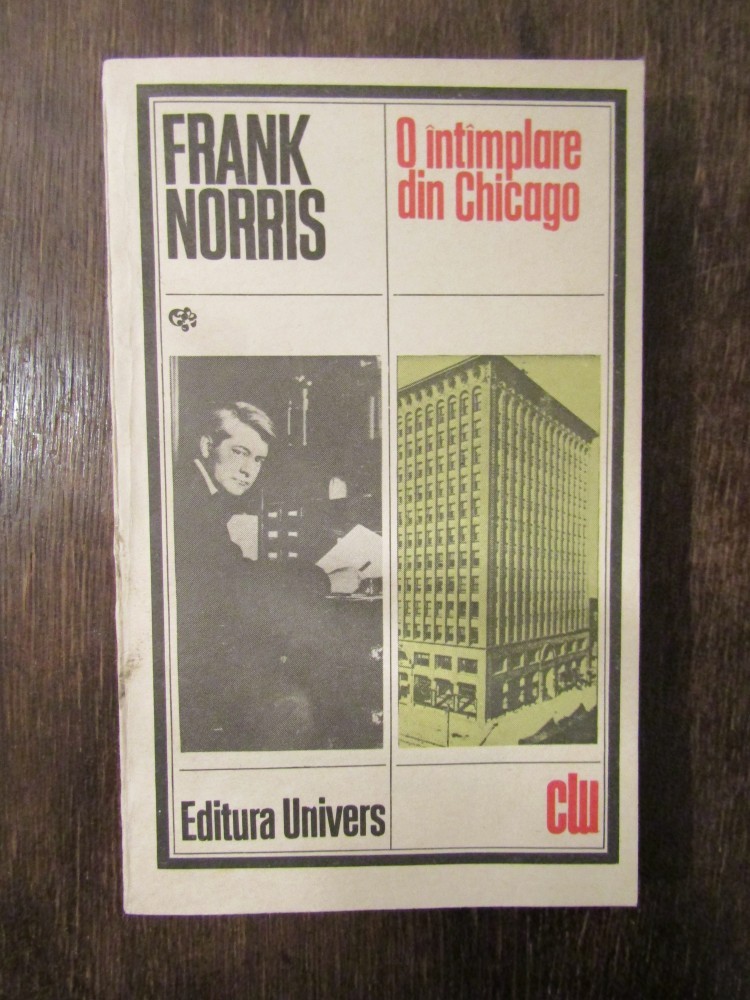 FRANK
NORRIS
O întîmplare
din Chicago
Editura Univers
clu